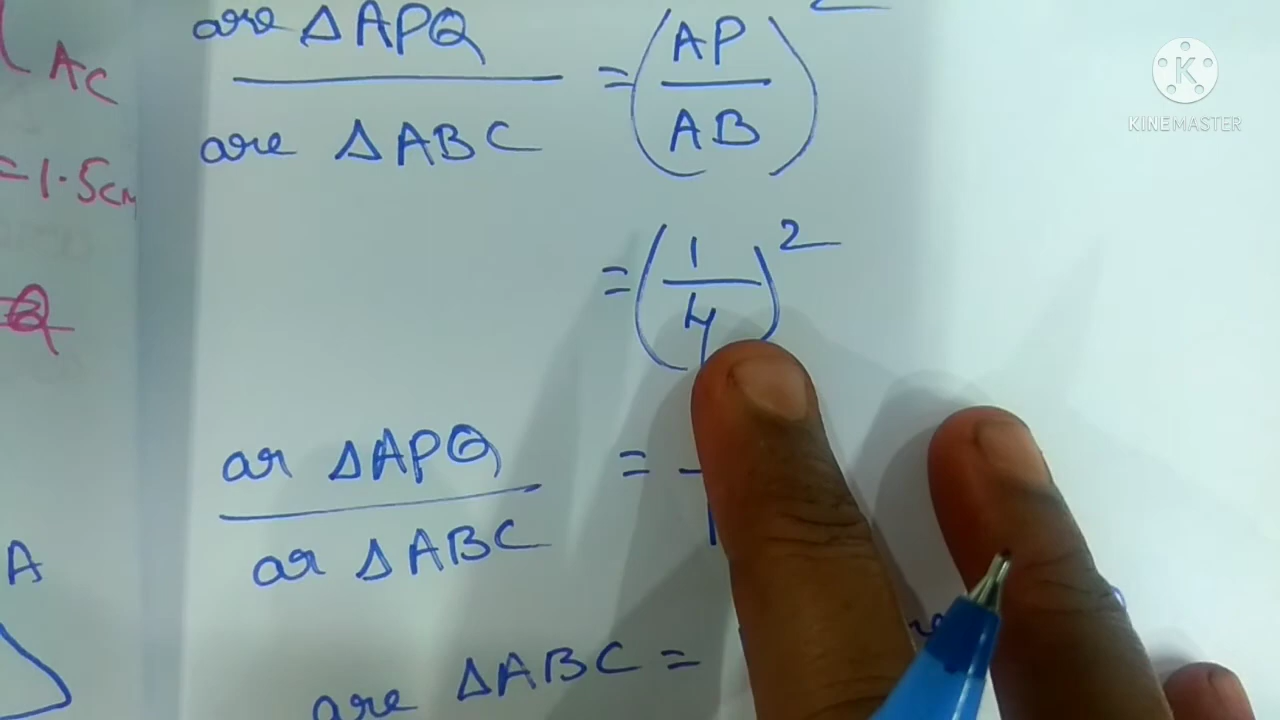 are ΔAPQ
are ΔABC
= (AP/AB)
AC
= 1.5cm
= (1/4)²
Q
ar ΔAPQ
ar ΔABC
=
A
are ΔABC =
K
KINEMASTER